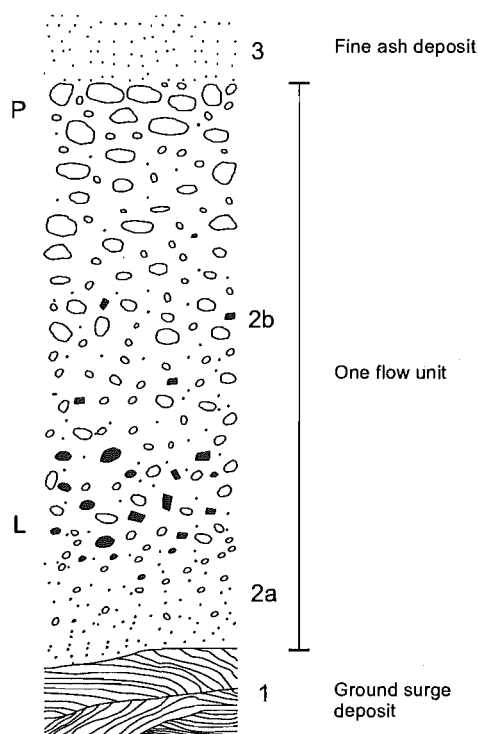 3 Fine ash deposit
P
2b
One flow unit
L
2a
1 Ground surge
deposit